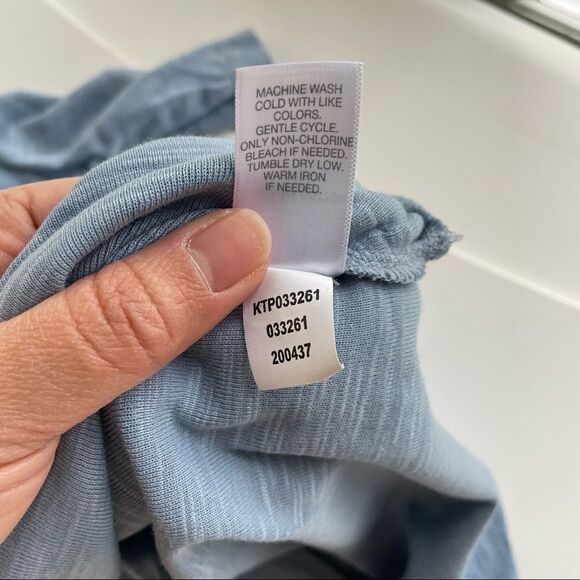 MACHINE WASH
COLD WITH LIKE
COLORS.
GENTLE CYCLE.
ONLY NON-CHLORINE
BLEACH IF NEEDED.
TUMBLE DRY LOW.
WARM IRON
IF NEEDED.
KTP033261
033261
200437